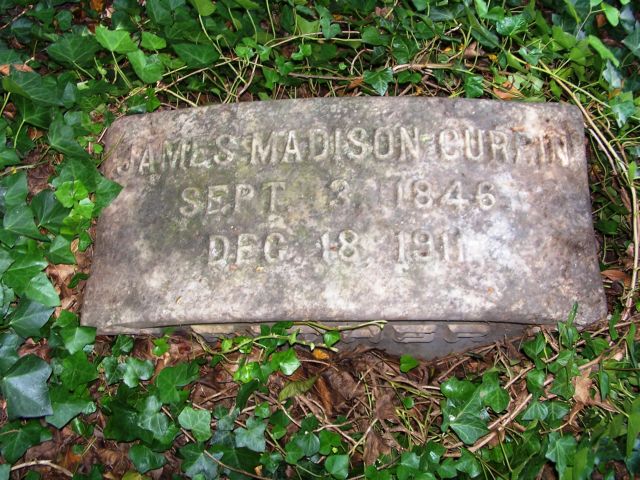 JAMES MADISON CURRIN
SEPT. 3, 1846
DEC. 18, 1911